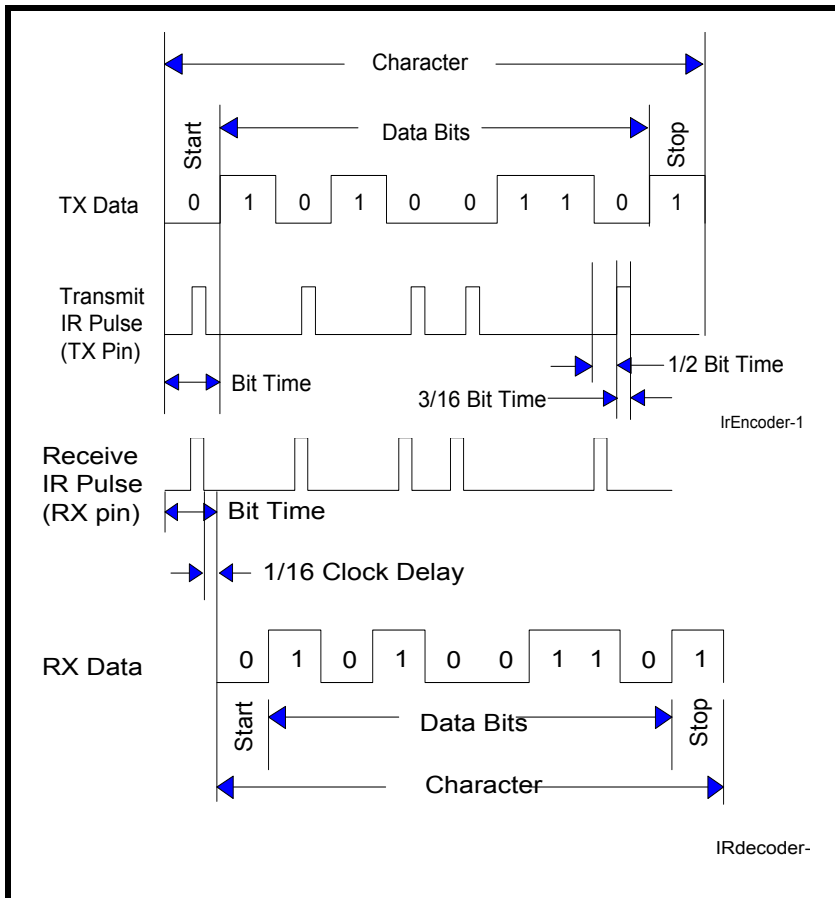 Character
Start
Data Bits
Stop
TX Data
0 1 0 1 0 0 1 1 0 1
Transmit
IR Pulse
(TX Pin)
Bit Time
1/2 Bit Time
3/16 Bit Time
IrEncoder-1
Receive
IR Pulse
(RX pin)
Bit Time
1/16 Clock Delay
RX Data
0 1 0 1 0 0 1 1 0 1
Start
Data Bits
Stop
Character
IRdecoder-